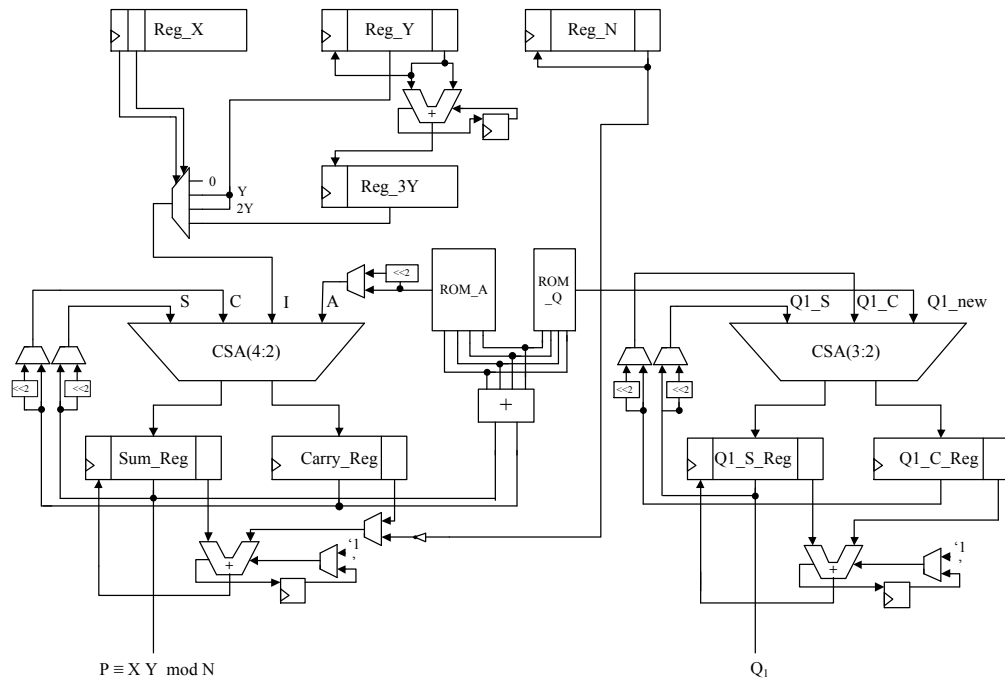 Reg_X
Reg_Y
Reg_N
+
Reg_3Y
0
Y
2Y
<<2
ROM_A
ROM
_Q
S
C
I
A
Q1_S
Q1_C
Q1_new
CSA(4:2)
CSA(3:2)
<<2
<<2
<<2
<<2
+
Sum_Reg
Carry_Reg
Q1_S_Reg
Q1_C_Reg
+
‘1
’
+
‘1
’
P ≡ X Y mod N
Q₁